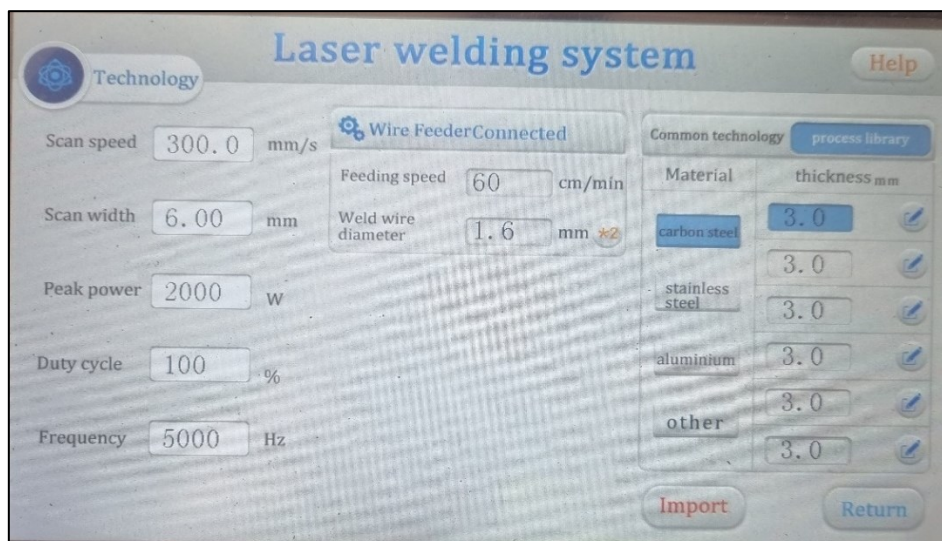 Laser welding system
Technology
Help
Scan speed 300.0 mm/s
Scan width 6.00 mm
Peak power 2000 W
Duty cycle 100 %
Frequency 5000 Hz
Wire FeederConnected
Feeding speed 60 cm/min
Weld wire
diameter 1.6 mm *2
Common technology process library
Material thickness mm
carbon steel 3.0
3.0
stainless
steel 3.0
aluminium 3.0
3.0
other
3.0
Import Return